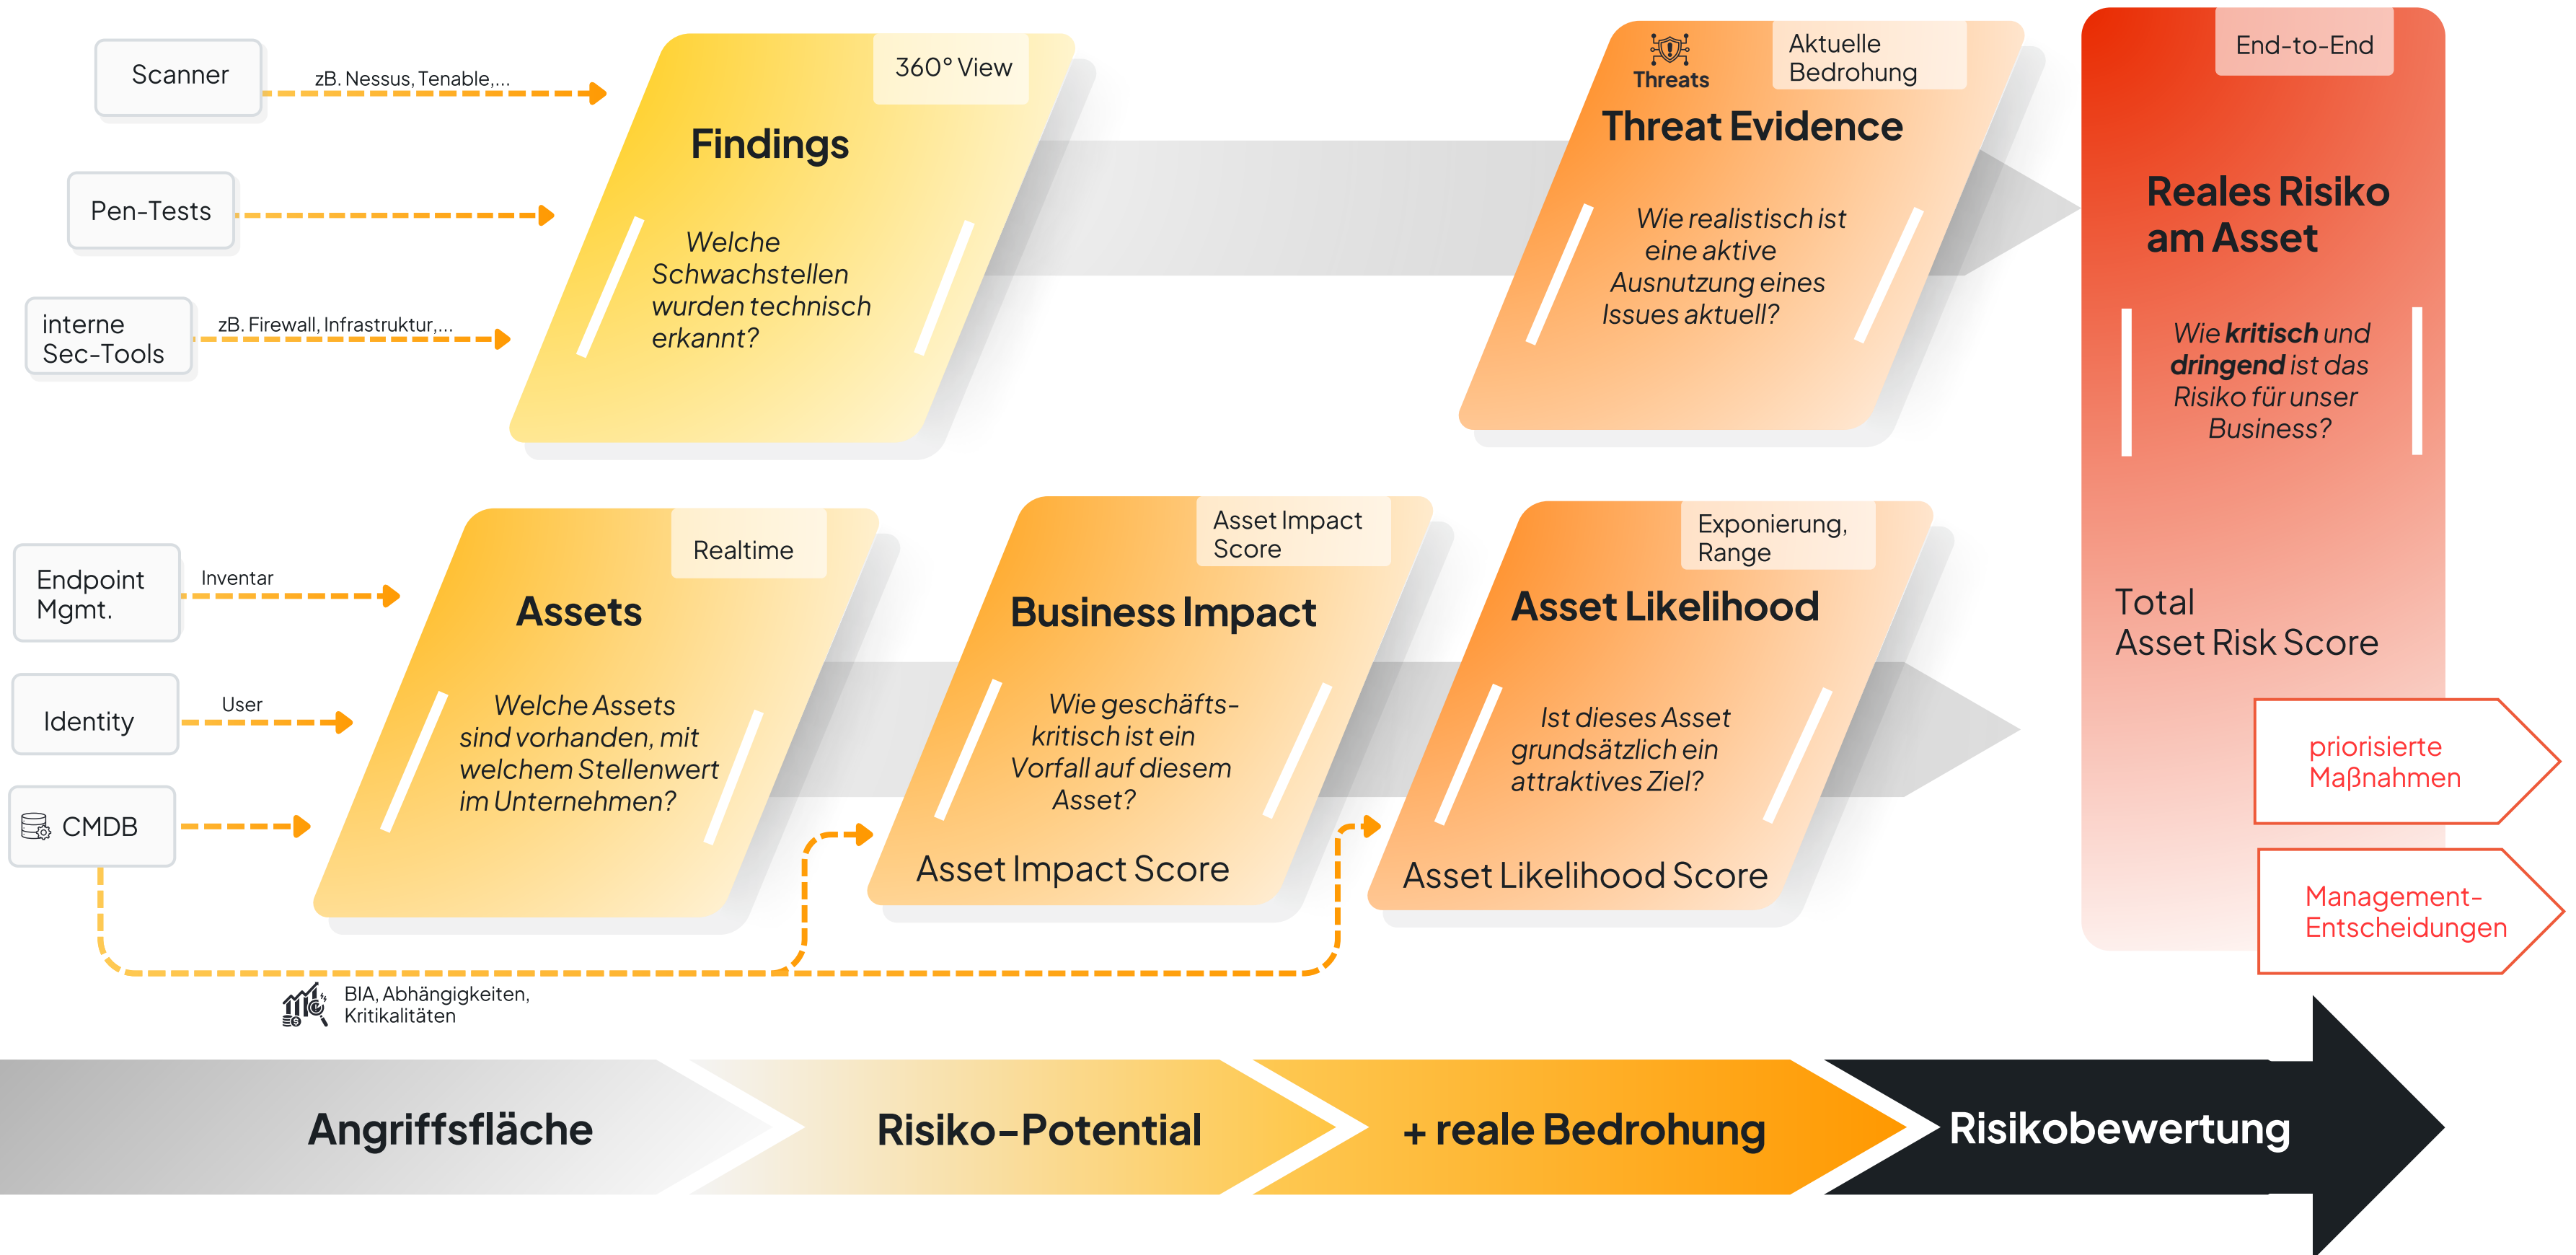 Scanner
zB. Nessus, Tenable,...
Pen-Tests
interne
Sec-Tools
zB. Firewall, Infrastruktur,...
360° View
Findings
Welche
Schwachstellen
wurden technisch
erkannt?
Threats
Aktuelle
Bedrohung
Threat Evidence
Wie realistisch ist
eine aktive
Ausnutzung eines
Issues aktuell?
End-to-End
Reales Risiko
am Asset
Wie kritisch und
dringend ist das
Risiko für unser
Business?
Total
Asset Risk Score
priorisierte
Maßnahmen
Management-
Entscheidungen
Endpoint
Mgmt.
Inventar
Identity
User
CMDB
Realtime
Assets
Welche Assets
sind vorhanden, mit
welchem Stellenwert
im Unternehmen?
Asset Impact
Score
Business Impact
Wie geschäfts-
kritisch ist ein
Vorfall auf diesem
Asset?
Asset Impact Score
Exponierung,
Range
Asset Likelihood
Ist dieses Asset
grundsätzlich ein
attraktives Ziel?
Asset Likelihood Score
BIA, Abhängigkeiten,
Kritikalitäten
Angriffsfläche
Risiko-Potential
+ reale Bedrohung
Risikobewertung